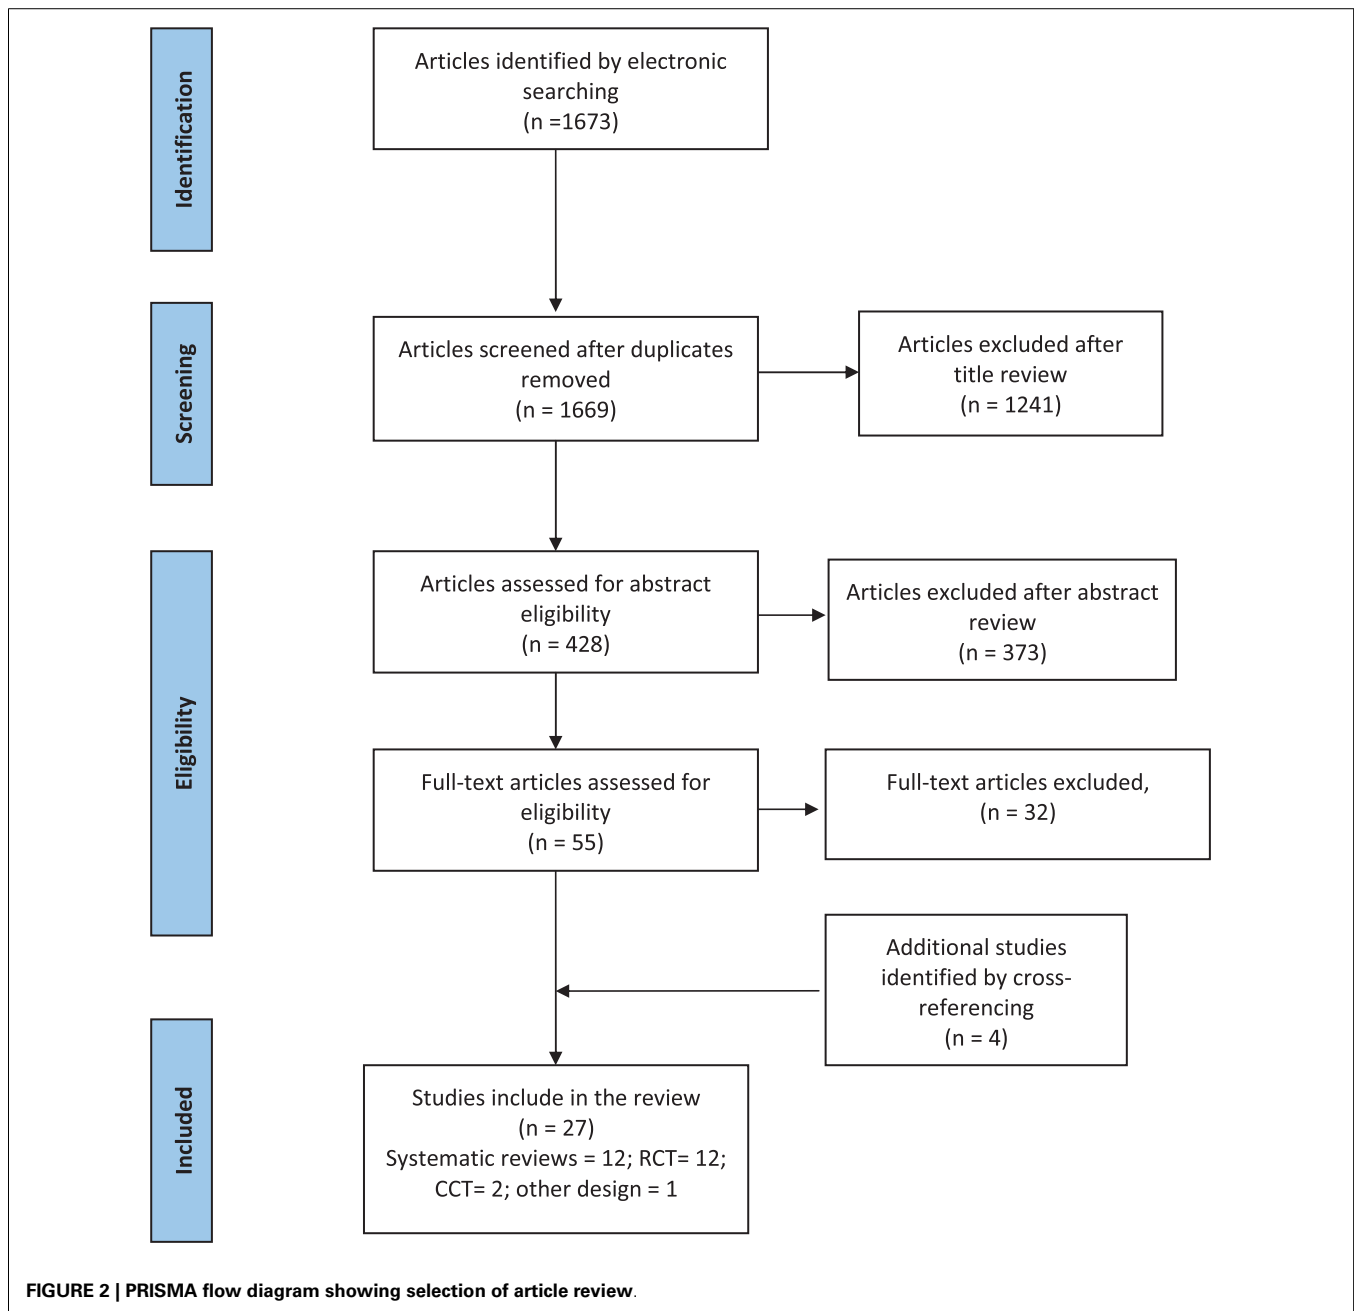 Identification
Articles identified by electronic
searching
(n =1673)
Screening
Articles screened after duplicates
removed
(n = 1669)
Articles excluded after
title review
(n = 1241)
Eligibility
Articles assessed for abstract
eligibility
(n = 428)
Articles excluded after abstract
review
(n = 373)
Full-text articles assessed for
eligibility
(n = 55)
Full-text articles excluded,
(n = 32)
Additional studies
identified by cross-
referencing
(n = 4)
Included
Studies include in the review
(n = 27)
Systematic reviews = 12; RCT= 12;
CCT= 2; other design = 1
FIGURE 2 | PRISMA flow diagram showing selection of article review.